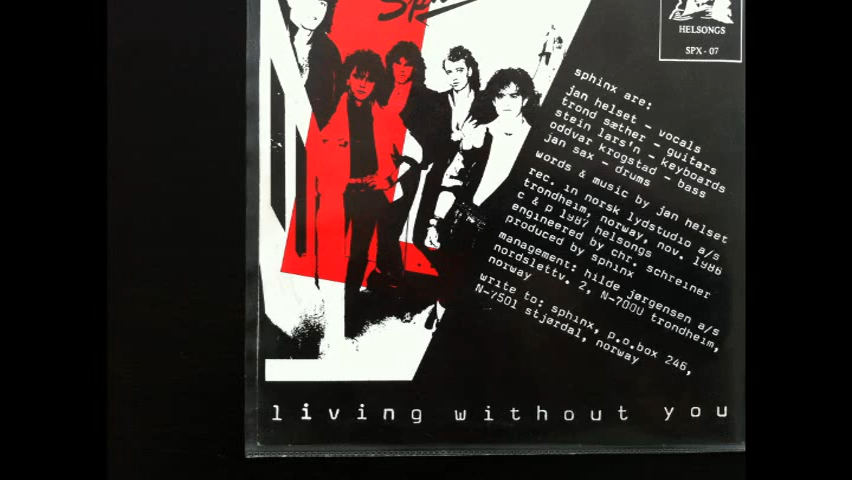 HELSONGS
SPX - 07
sphinx are:
jan helset - vocals
trond sæther - guitars
stein lars'n - keyboards
oddvar krogstad - bass
jan sax - drums
words & music by jan helset
rec. in norsk lydstudio a/s
trondheim, norway, nov. 1986
c & p 1987 helsongs
engineered by chr. schreiner
produced by sphinx
management: hilde jørgensen a/s
nordslettv. 2, N-7000 trondheim,
norway
write to: sphinx, p.o.box 246,
N-7501 stjørdal, norway
living without you